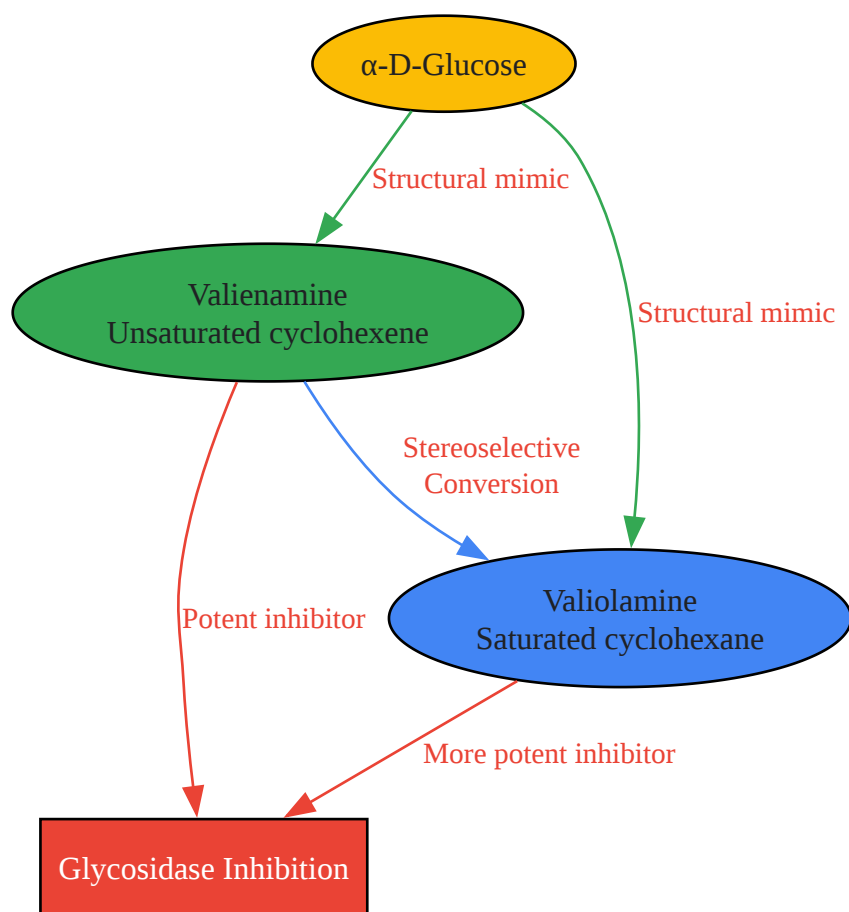 α-D-Glucose
Structural mimic
Valienamine
Unsaturated cyclohexene
Structural mimic
Stereoselective
Conversion
Valiolamine
Saturated cyclohexane
Potent inhibitor
More potent inhibitor
Glycosidase Inhibition